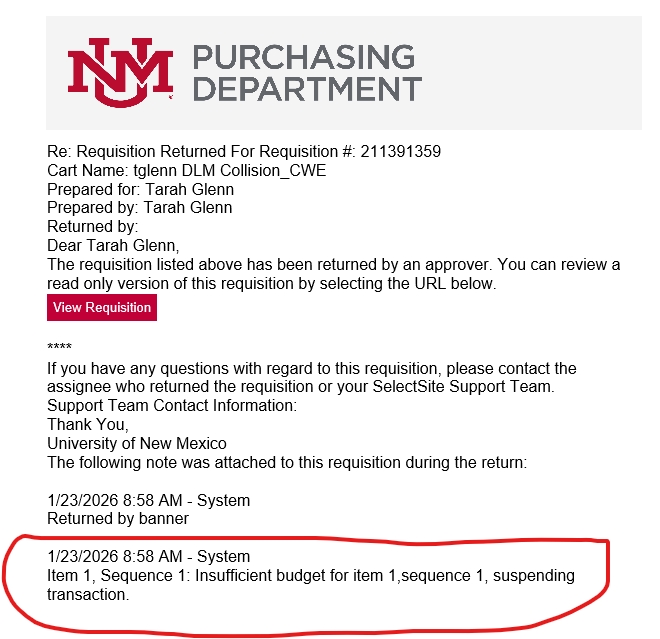 UNM PURCHASING
DEPARTMENT
Re: Requisition Returned For Requisition #: 211391359
Cart Name: tglenn DLM Collision_CWE
Prepared for: Tarah Glenn
Prepared by: Tarah Glenn
Returned by:
Dear Tarah Glenn,
The requisition listed above has been returned by an approver. You can review a
read only version of this requisition by selecting the URL below.
View Requisition
****
If you have any questions with regard to this requisition, please contact the
assignee who returned the requisition or your SelectSite Support Team.
Support Team Contact Information:
Thank You,
University of New Mexico
The following note was attached to this requisition during the return:
1/23/2026 8:58 AM - System
Returned by banner
1/23/2026 8:58 AM - System
Item 1, Sequence 1: Insufficient budget for item 1,sequence 1, suspending
transaction.